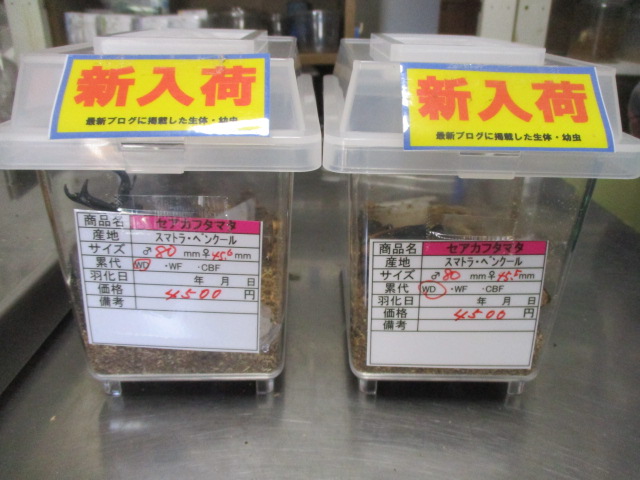 新入荷
最新ブログに掲載した生体・幼虫
商品名 セアカフタマタ
産地 スマトラ・ベンクール
サイズ ♂80mm♀45.0mm
累代 WD ・WF ・CBF
羽化日 年 月 日
価格 4500 円
備考
新入荷
最新ブログに掲載した生体・幼虫
商品名 セアカフタマタ
産地 スマトラ・ベンクール
サイズ ♂80mm♀45.5mm
累代 WD ・WF ・CBF
羽化日 年 月 日
価格 4500 円
備考